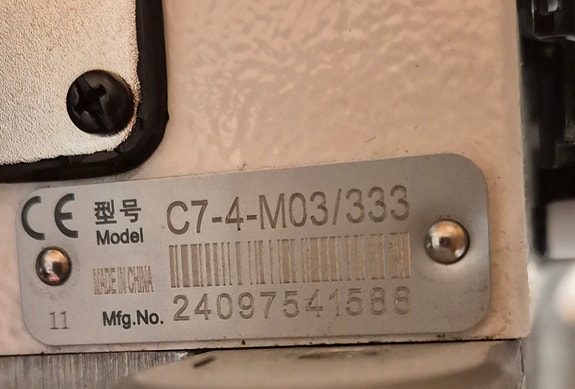 CE 型号 Model C7-4-M03/333
MADE IN CHINA
11 Mfg.No. 24097541588